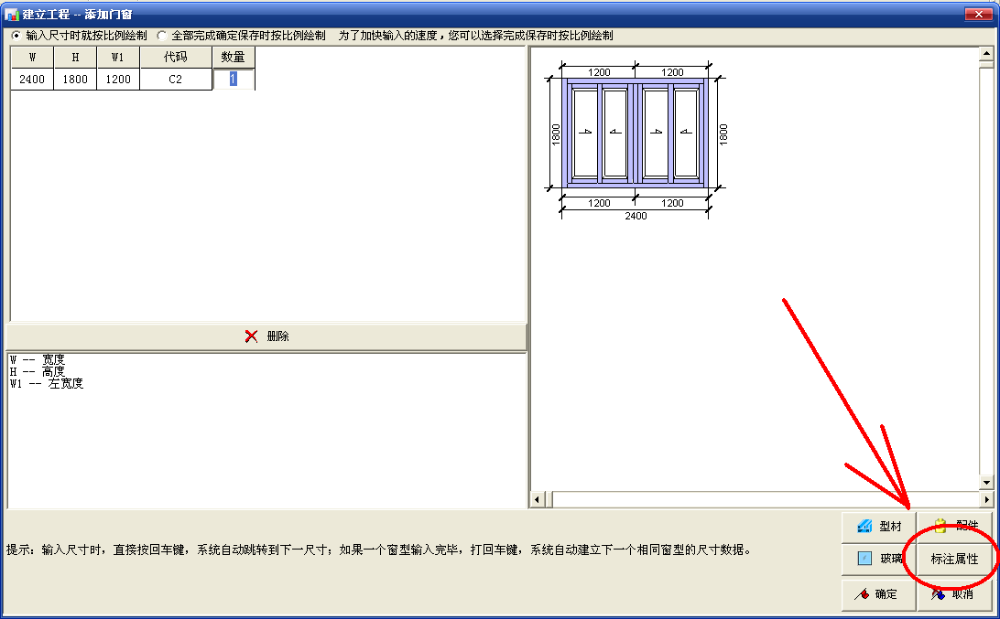 建立工程 -- 添加门窗
输入尺寸时就按比例绘制 全部完成确定保存时按比例绘制 为了加快输入的速度，您可以选择完成保存时按比例绘制
W H W1 代码 数量
2400 1800 1200 C2 1
1200 1200
1800 1800
1200 1200
2400
删除
W -- 宽度
H -- 高度
W1 -- 左宽度
型材 配件
提示：输入尺寸时，直接按回车键，系统自动跳转到下一尺寸；如果一个窗型输入完毕，打回车键，系统自动建立下一个相同窗型的尺寸数据。
玻璃 标注属性
确定 取消